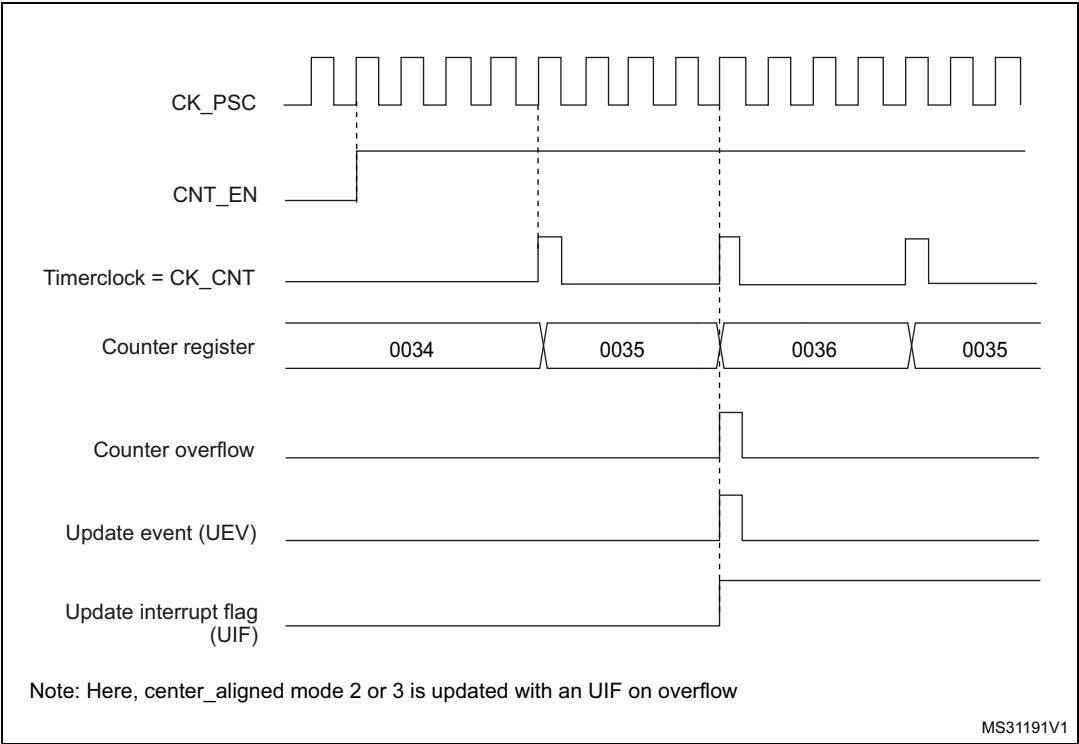 CK_PSC
CNT_EN
Timerclock = CK_CNT
Counter register
0034
0035
0036
0035
Counter overflow
Update event (UEV)
Update interrupt flag
(UIF)
Note: Here, center_aligned mode 2 or 3 is updated with an UIF on overflow
MS31191V1